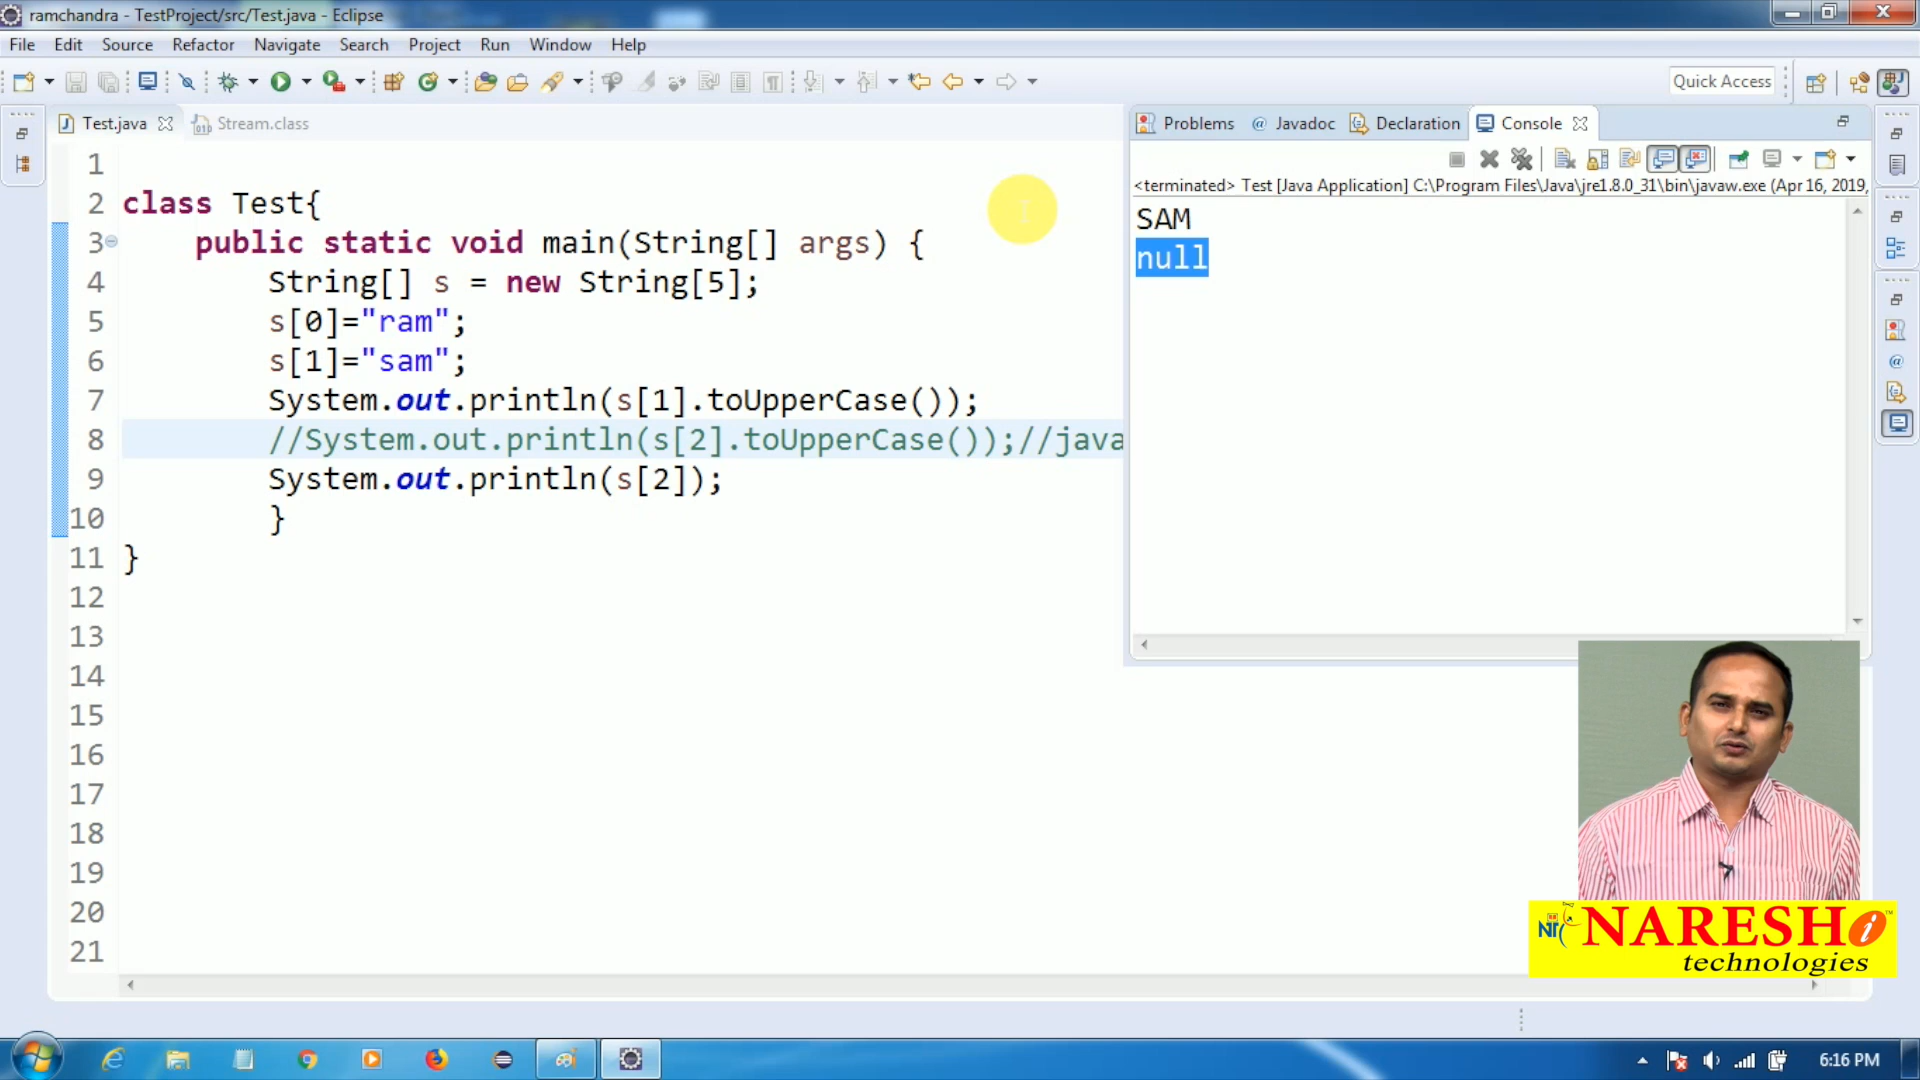 ramchandra - TestProject/src/Test.java - Eclipse
File Edit Source Refactor Navigate Search Project Run Window Help
Quick Access
Test.java Stream.class
Problems @ Javadoc Declaration Console
<terminated> Test [Java Application] C:\Program Files\Java\jre1.8.0_31\bin\javaw.exe (Apr 16, 2019,
SAM
null
1
2 class Test{
3 public static void main(String[] args) {
4 String[] s = new String[5];
5 s[0]="ram";
6 s[1]="sam";
7 System.out.println(s[1].toUpperCase());
8 //System.out.println(s[2].toUpperCase());//java
9 System.out.println(s[2]);
10 }
11 }
12
13
14
15
16
17
18
19
20
21
NARESH i
technologies
6:16 PM